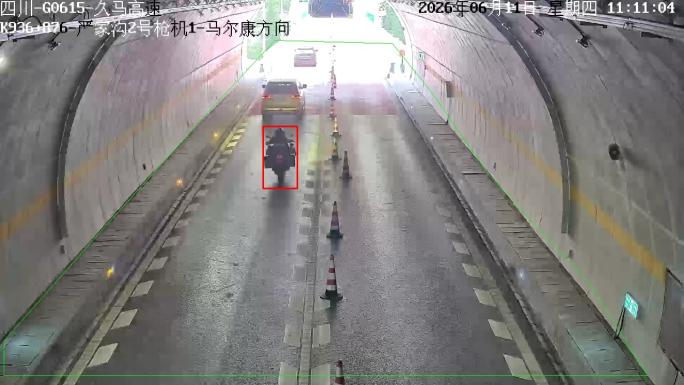 四川-G0615-久马高速 2026年06月11日 星期四 11:11:04
K936+876-严家沟2号枪机1-马尔康方向